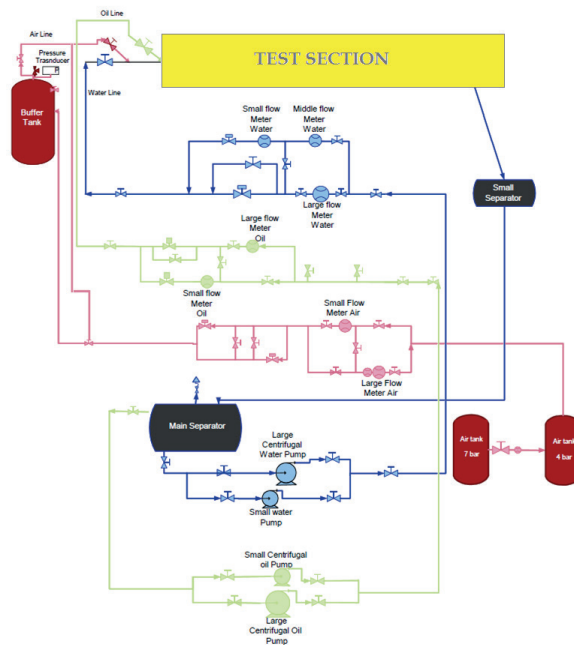 Oil Line
Air Line
Pressure
Trasnducer
P
TEST SECTION
Water Line
Buffer
Tank
Small flow
Meter
Water
Middle flow
Meter
Water
Small
Separator
Large flow
Meter
Water
Large flow
Meter
Oil
Small flow
Meter
Oil
Small Flow
Meter Air
Large Flow
Meter Air
Main Separator
Large
Centrifugal
Water Pump
Air tank
7 bar
Air tank
4 bar
Small water
Pump
Small Centrifugal
oil Pump
Large
Centrifugal Oil
Pump